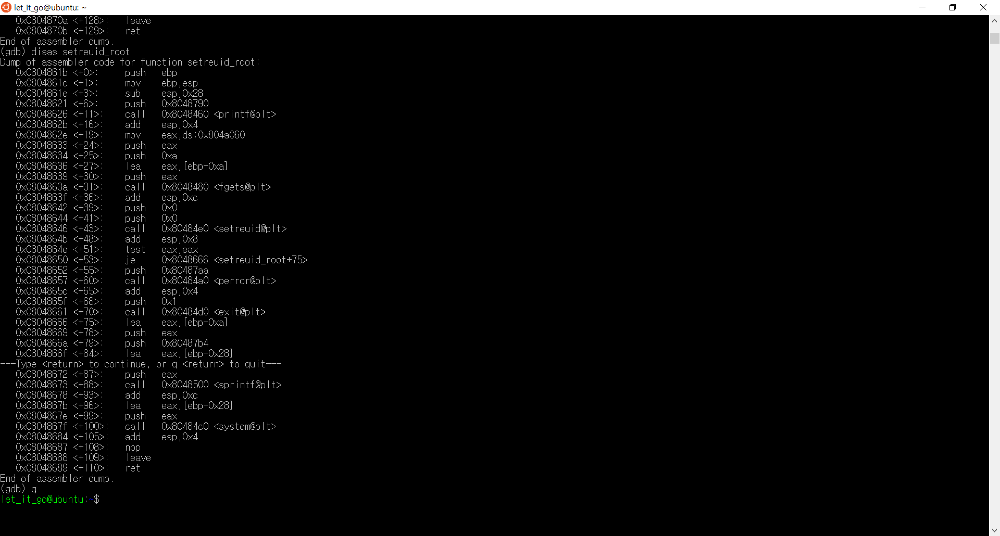 let_it_go@ubuntu: ~
   0x0804870a <+128>:   leave
   0x0804870b <+129>:   ret
End of assembler dump.
(gdb) disas setreuid_root
Dump of assembler code for function setreuid_root:
   0x0804861b <+0>:     push   ebp
   0x0804861c <+1>:     mov    ebp,esp
   0x0804861e <+3>:     sub    esp,0x28
   0x08048621 <+6>:     push   0x8048790
   0x08048626 <+11>:    call   0x8048460 <printf@plt>
   0x0804862b <+16>:    add    esp,0x4
   0x0804862e <+19>:    mov    eax,ds:0x804a060
   0x08048633 <+24>:    push   eax
   0x08048634 <+25>:    push   0xa
   0x08048636 <+27>:    lea    eax,[ebp-0xa]
   0x08048639 <+30>:    push   eax
   0x0804863a <+31>:    call   0x8048480 <fgets@plt>
   0x0804863f <+36>:    add    esp,0xc
   0x08048642 <+39>:    push   0x0
   0x08048644 <+41>:    push   0x0
   0x08048646 <+43>:    call   0x80484e0 <setreuid@plt>
   0x0804864b <+48>:    add    esp,0x8
   0x0804864e <+51>:    test   eax,eax
   0x08048650 <+53>:    je     0x8048666 <setreuid_root+75>
   0x08048652 <+55>:    push   0x80487aa
   0x08048657 <+60>:    call   0x80484a0 <perror@plt>
   0x0804865c <+65>:    add    esp,0x4
   0x0804865f <+68>:    push   0x1
   0x08048661 <+70>:    call   0x80484d0 <exit@plt>
   0x08048666 <+75>:    lea    eax,[ebp-0xa]
   0x08048669 <+78>:    push   eax
   0x0804866a <+79>:    push   0x80487b4
   0x0804866f <+84>:    lea    eax,[ebp-0x28]
---Type <return> to continue, or q <return> to quit---
   0x08048672 <+87>:    push   eax
   0x08048673 <+88>:    call   0x8048500 <sprintf@plt>
   0x08048678 <+93>:    add    esp,0xc
   0x0804867b <+96>:    lea    eax,[ebp-0x28]
   0x0804867e <+99>:    push   eax
   0x0804867f <+100>:   call   0x80484c0 <system@plt>
   0x08048684 <+105>:   add    esp,0x4
   0x08048687 <+108>:   nop
   0x08048688 <+109>:   leave
   0x08048689 <+110>:   ret
End of assembler dump.
(gdb) q
let_it_go@ubuntu:~$